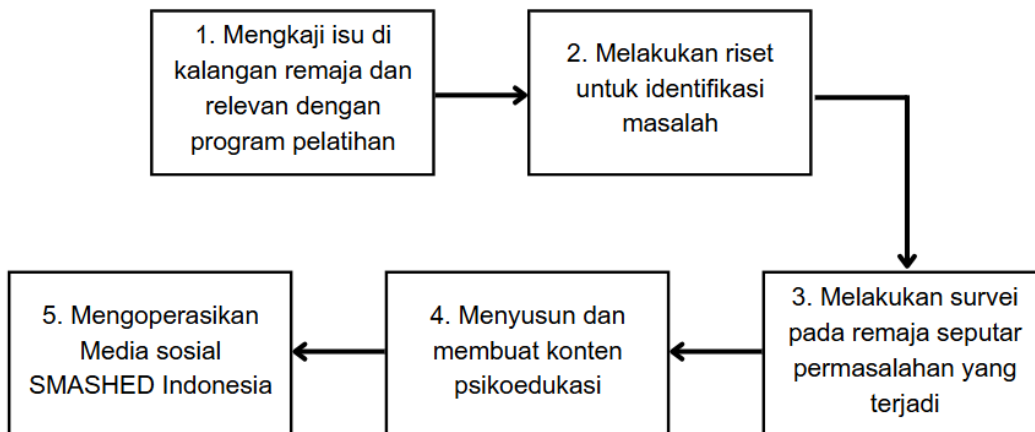 1. Mengkaji isu di
kalangan remaja dan
relevan dengan
program pelatihan
2. Melakukan riset
untuk identifikasi
masalah
3. Melakukan survei
pada remaja seputar
permasalahan yang
terjadi
4. Menyusun dan
membuat konten
psikoedukasi
5. Mengoperasikan
Media sosial
SMASHED Indonesia